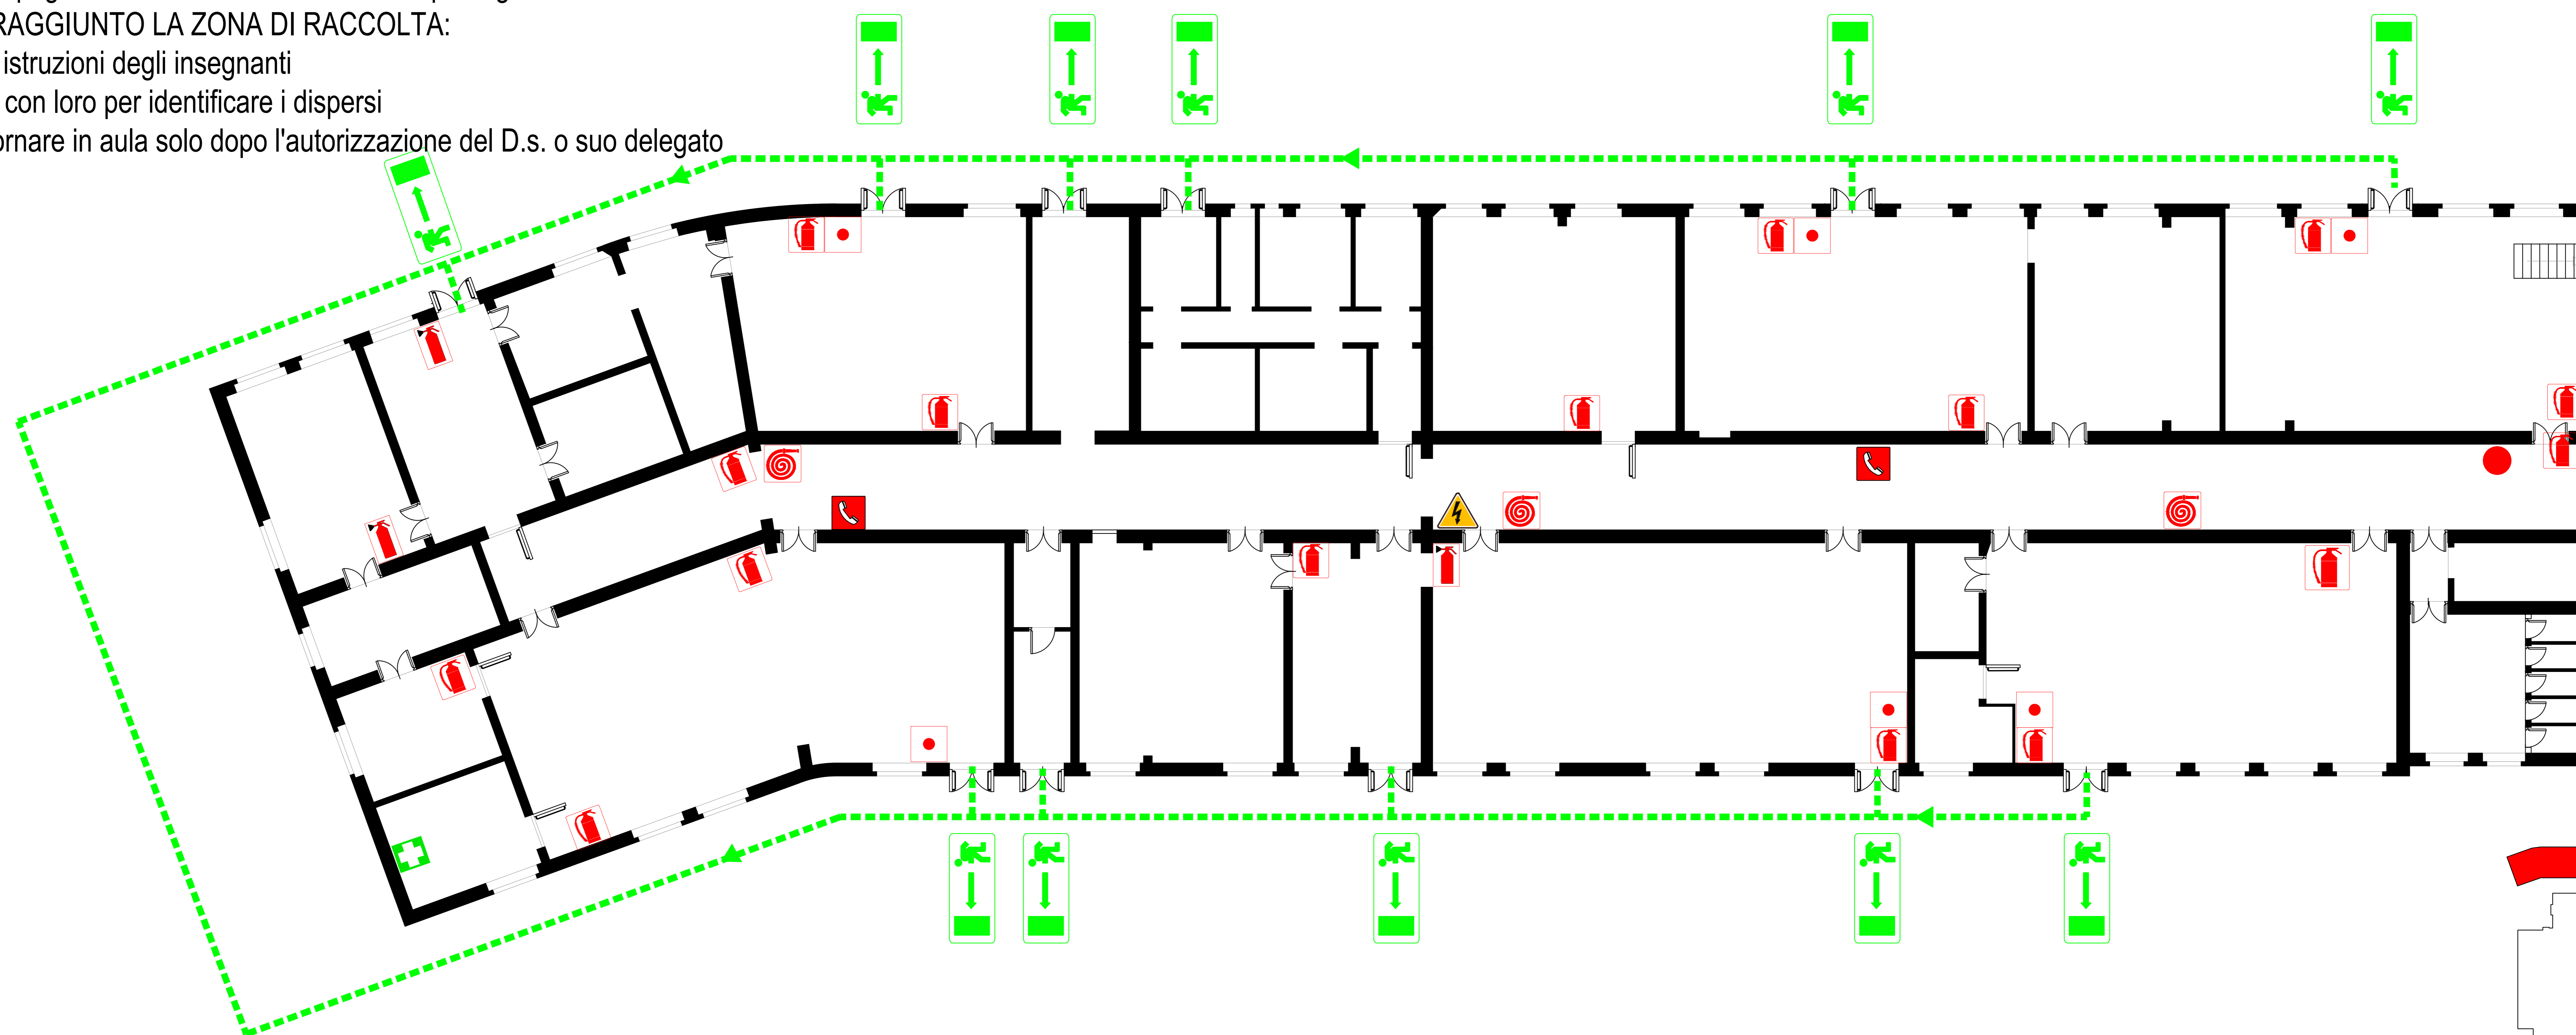 RAGGIUNTO LA ZONA DI RACCOLTA:
istruzioni degli insegnanti
con loro per identificare i dispersi
ornare in aula solo dopo l'autorizzazione del D.s. o suo delegato